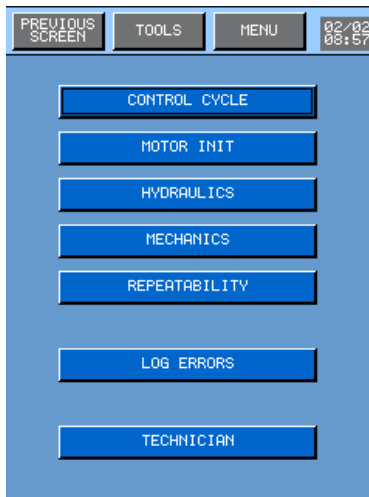 PREVIOUS SCREEN
TOOLS
MENU
02/02
08:57
CONTROL CYCLE
MOTOR INIT
HYDRAULICS
MECHANICS
REPEATABILITY
LOG ERRORS
TECHNICIAN